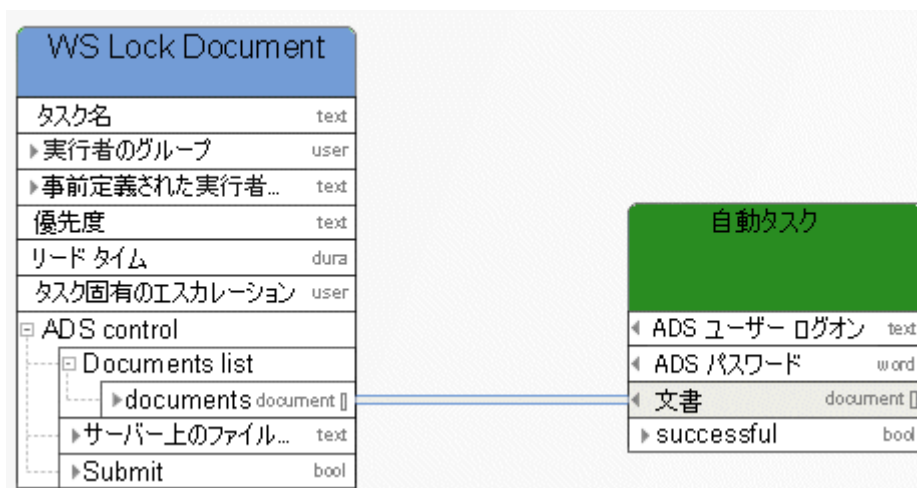 WS Lock Document
タスク名 text
実行者のグループ user
事前定義された実行者... text
優先度 text
リード タイム dura
タスク固有のエスカレーション user
ADS control
Documents list
documents document []
サーバー上のファイル... text
Submit bool
自動タスク
ADS ユーザー ログオン text
ADS パスワード word
文書 document []
successful bool